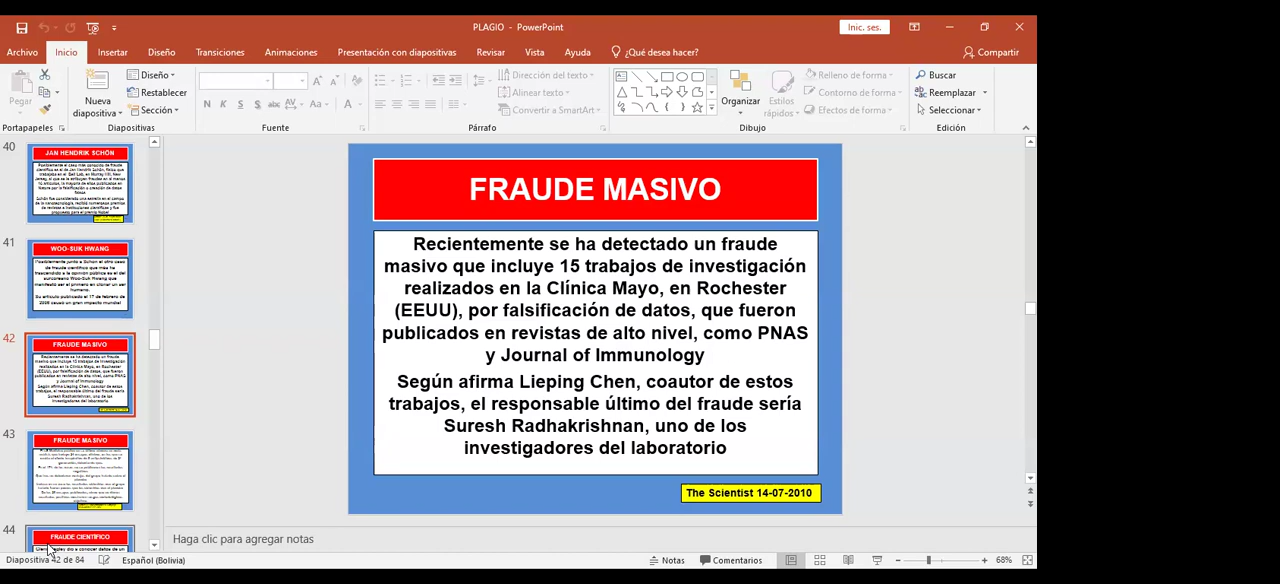 PLAGIO - PowerPoint
Inic. ses.
Archivo Inicio Insertar Diseño Transiciones Animaciones Presentación con diapositivas Revisar Vista Ayuda ¿Qué desea hacer? Compartir
Pegar
Nueva diapositiva
Diseño
Restablecer
Sección
N K S S abc AV Aa A
Dirección del texto
Alinear texto
Convertir a SmartArt
Organizar
Estilos rápidos
Relleno de forma
Contorno de forma
Efectos de forma
Buscar
Reemplazar
Seleccionar
Portapapeles Diapositivas Fuente Párrafo Dibujo Edición
40
JAN HENDRIK SCHÖN
41
WOO-SUK HWANG
42
FRAUDE MASIVO
43
FRAUDE MASIVO
44
FRAUDE CIENTÍFICO
FRAUDE MASIVO
Recientemente se ha detectado un fraude
masivo que incluye 15 trabajos de investigación
realizados en la Clínica Mayo, en Rochester
(EEUU), por falsificación de datos, que fueron
publicados en revistas de alto nivel, como PNAS
y Journal of Immunology
Según afirma Lieping Chen, coautor de estos
trabajos, el responsable último del fraude sería
Suresh Radhakrishnan, uno de los
investigadores del laboratorio
The Scientist 14-07-2010
Haga clic para agregar notas
Diapositiva 42 de 84 Español (Bolivia) Notas Comentarios 68%